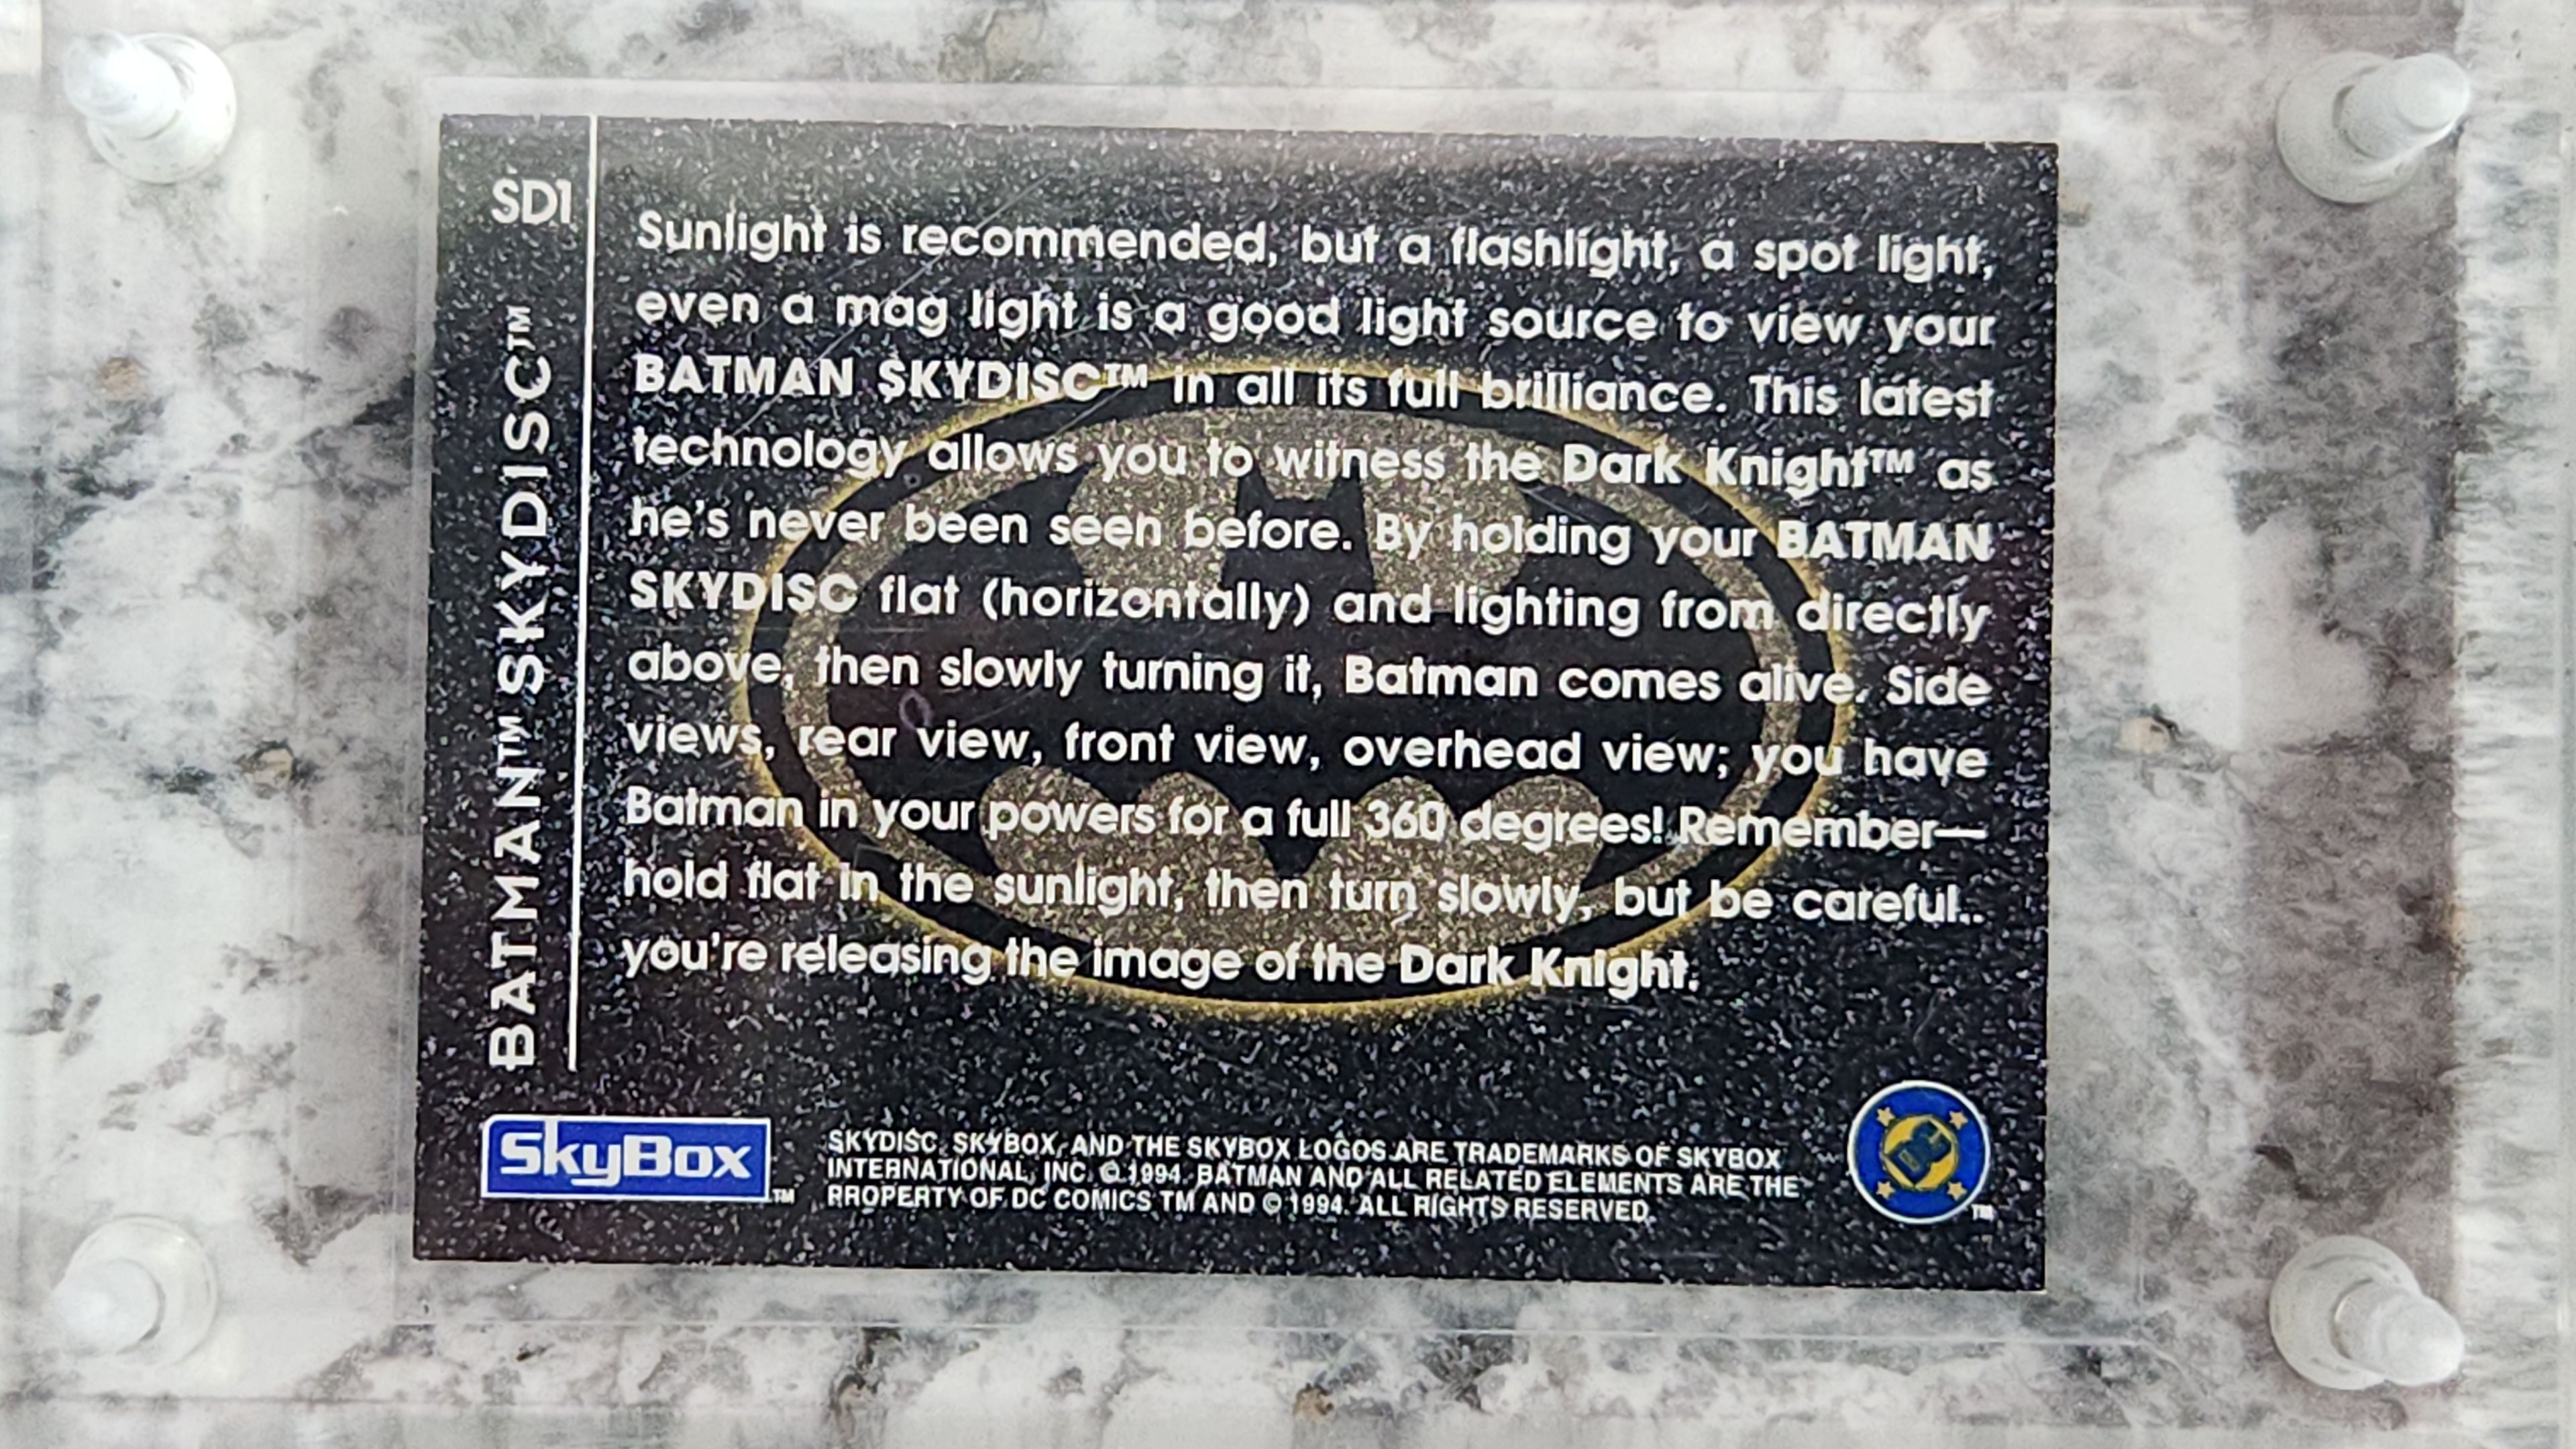 SD1
BATMAN™ SKYDISC™
Sunlight is recommended, but a flashlight, a spot light,
even a mag light is a good light source to view your
BATMAN SKYDISC™ in all its full brilliance. This latest
technology allows you to witness the Dark Knight™ as
he's never been seen before. By holding your BATMAN
SKYDISC flat (horizontally) and lighting from directly
above, then slowly turning it, Batman comes alive. Side
views, rear view, front view, overhead view; you have
Batman in your powers for a full 360 degrees! Remember—
hold flat in the sunlight, then turn slowly, but be careful..
you're releasing the image of the Dark Knight.
SkyBox™
SKYDISC, SKYBOX, AND THE SKYBOX LOGOS ARE TRADEMARKS OF SKYBOX
INTERNATIONAL, INC. © 1994. BATMAN AND ALL RELATED ELEMENTS ARE THE
PROPERTY OF DC COMICS TM AND © 1994. ALL RIGHTS RESERVED.
DC™